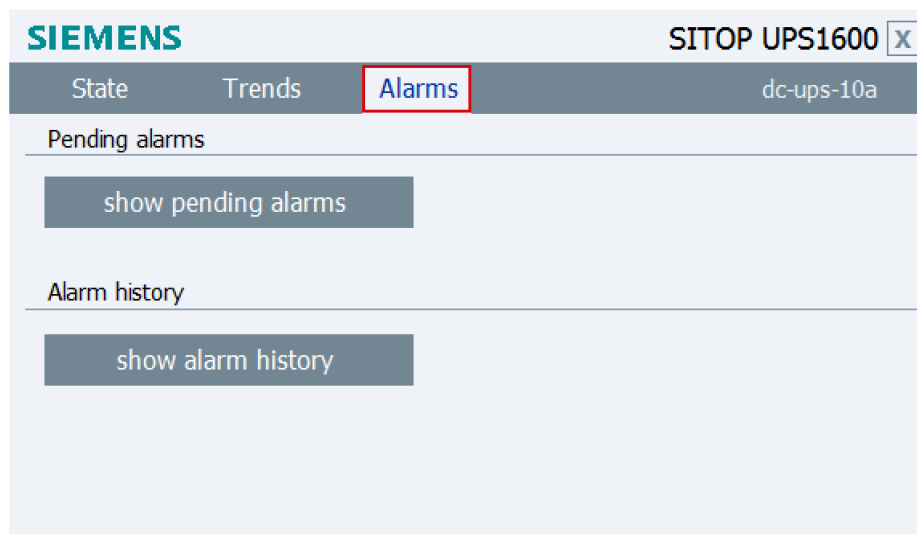 SIEMENS SITOP UPS1600 X
State Trends Alarms dc-ups-10a
Pending alarms
show pending alarms
Alarm history
show alarm history